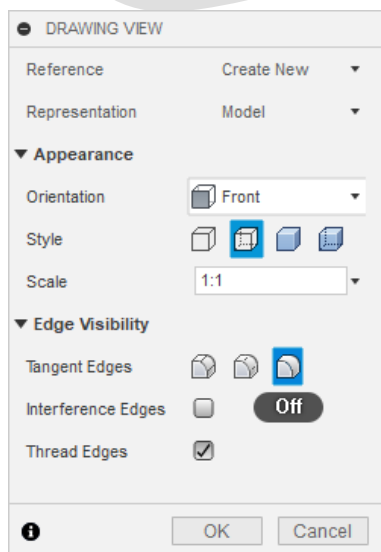 DRAWING VIEW
Reference Create New
Representation Model
Appearance
Orientation Front
Style
Scale 1:1
Edge Visibility
Tangent Edges
Interference Edges Off
Thread Edges
OK Cancel